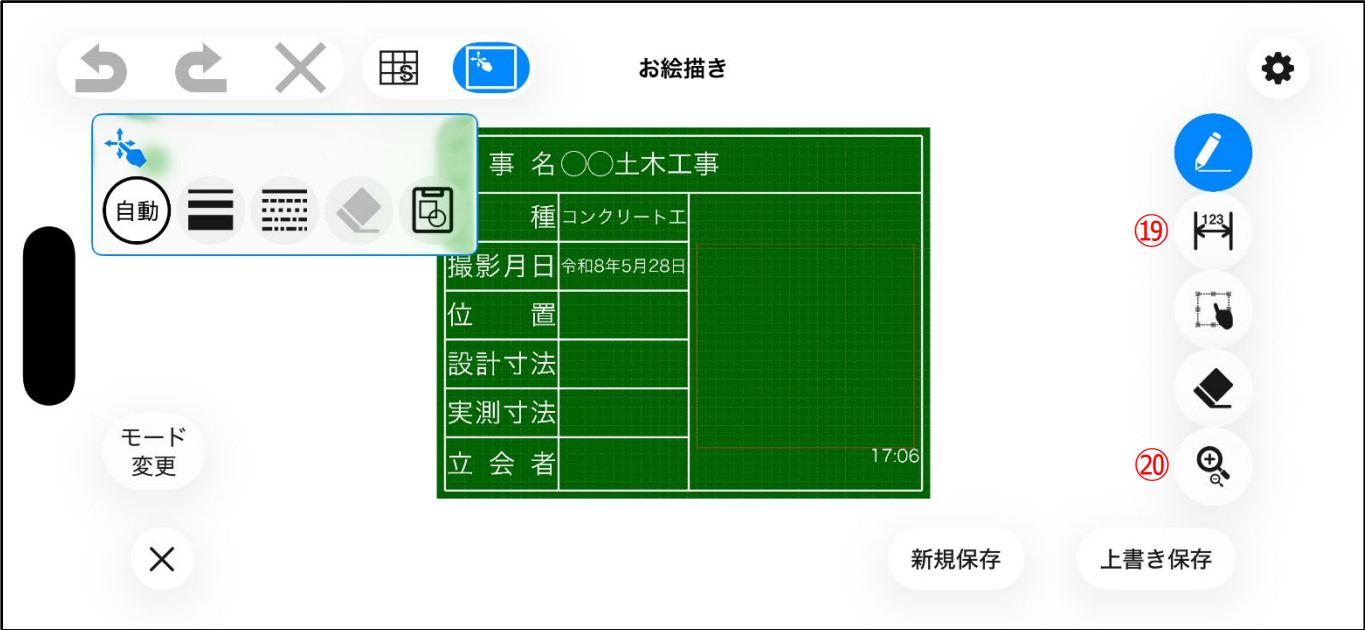 お絵描き
自動
事 名○○土木工事
種 コンクリートエ
撮影月日 令和8年5月28日
位 置
設計寸法
実測寸法
立 会 者
17:06
⑲ 123
⑳
モード
変更
新規保存
上書き保存